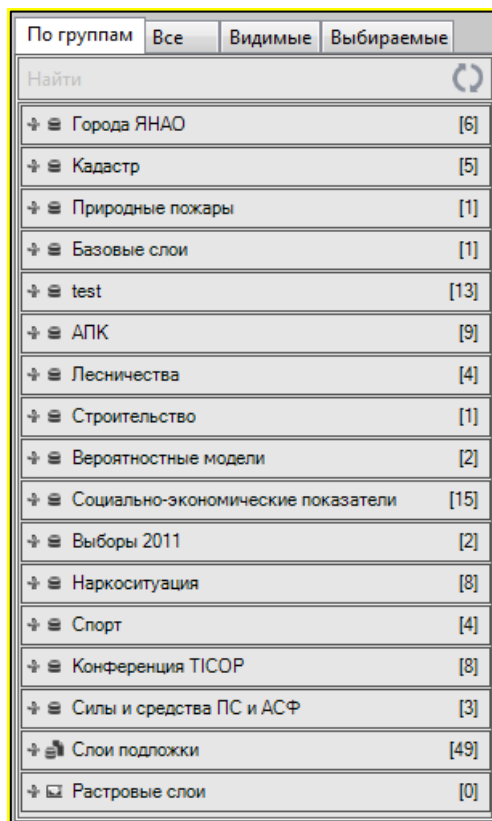 По группам Все Видимые Выбираемые
Найти
Города ЯНАО [6]
Кадастр [5]
Природные пожары [1]
Базовые слои [1]
test [13]
АПК [9]
Лесничества [4]
Строительство [1]
Вероятностные модели [2]
Социально-экономические показатели [15]
Выборы 2011 [2]
Наркоситуация [8]
Спорт [4]
Конференция TICOP [8]
Силы и средства ПС и АСФ [3]
Слои подложки [49]
Растровые слои [0]